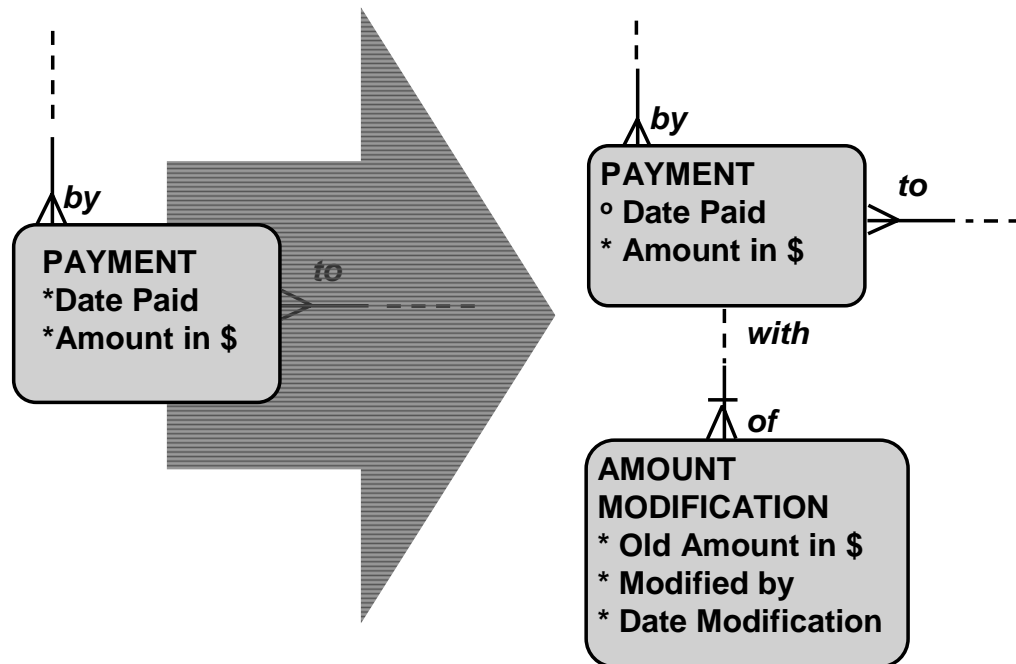 by
PAYMENT
*Date Paid
*Amount in $
to
by
PAYMENT
o Date Paid
* Amount in $
to
with
of
AMOUNT
MODIFICATION
* Old Amount in $
* Modified by
* Date Modification